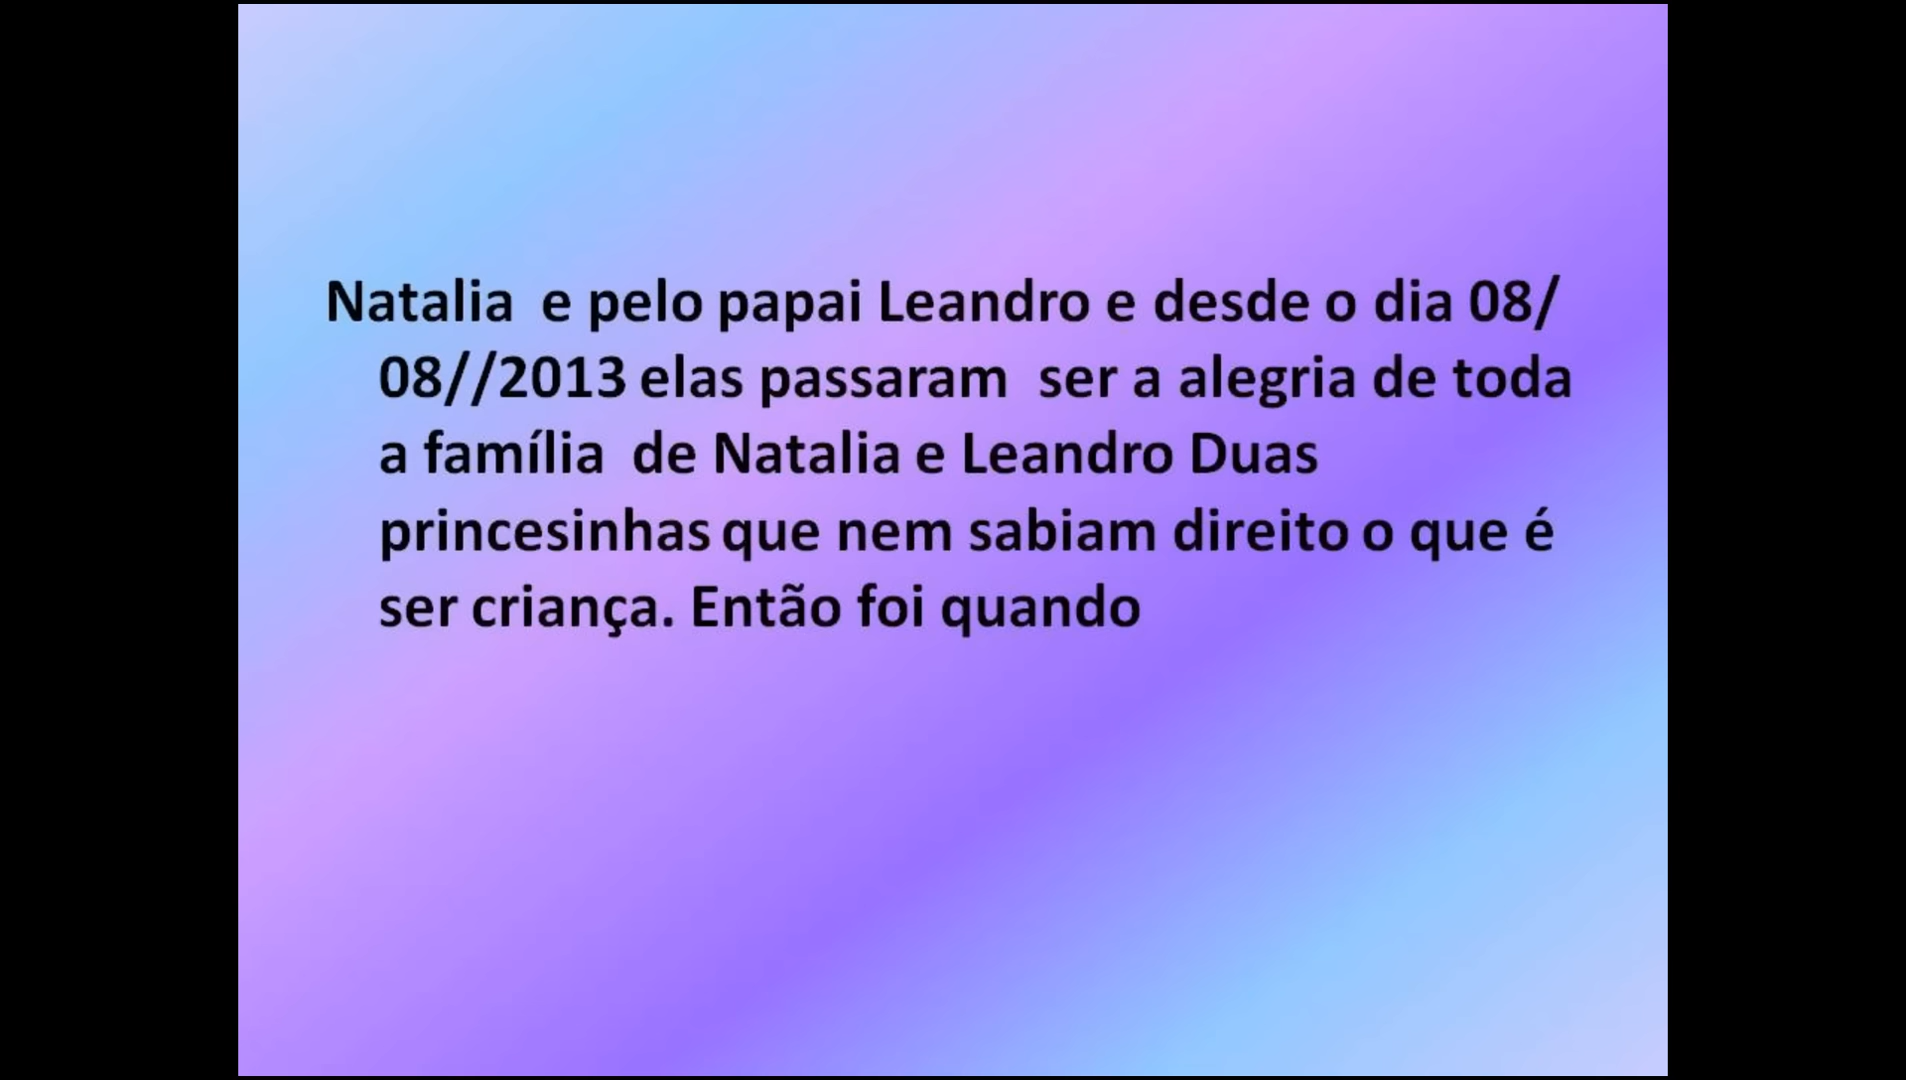 Natalia  e pelo papai Leandro e desde o dia 08/
08//2013 elas passaram  ser a alegria de toda
a família  de Natalia e Leandro Duas
princesinhas que nem sabiam direito o que é
ser criança. Então foi quando